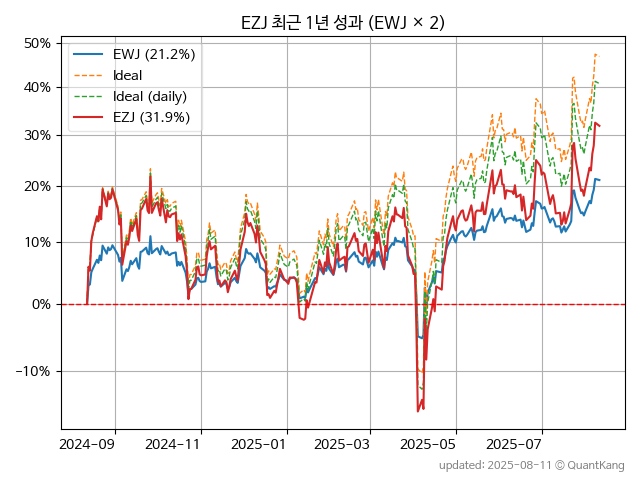 EZJ 최근 1년 성과 (EWJ × 2)
50%
40%
30%
20%
10%
0%
−10%
EWJ (21.2%)
Ideal
Ideal (daily)
EZJ (31.9%)
2024-09 2024-11 2025-01 2025-03 2025-05 2025-07
updated: 2025-08-11 © QuantKang